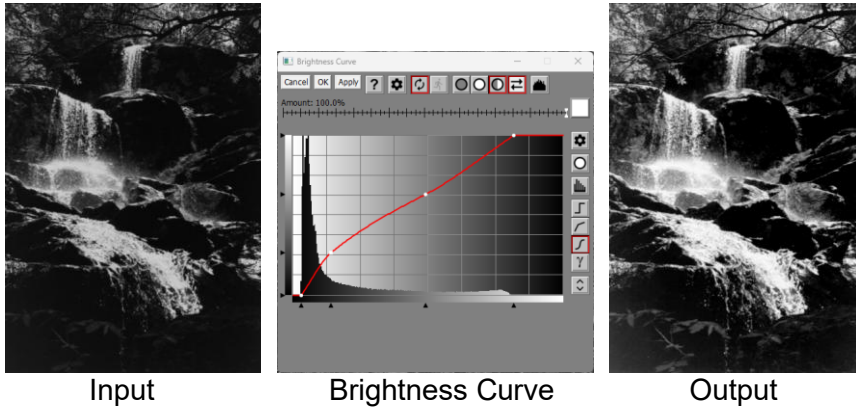 Brightness Curve
Cancel OK Apply ?
Amount: 100.0%
γ
Input Brightness Curve Output